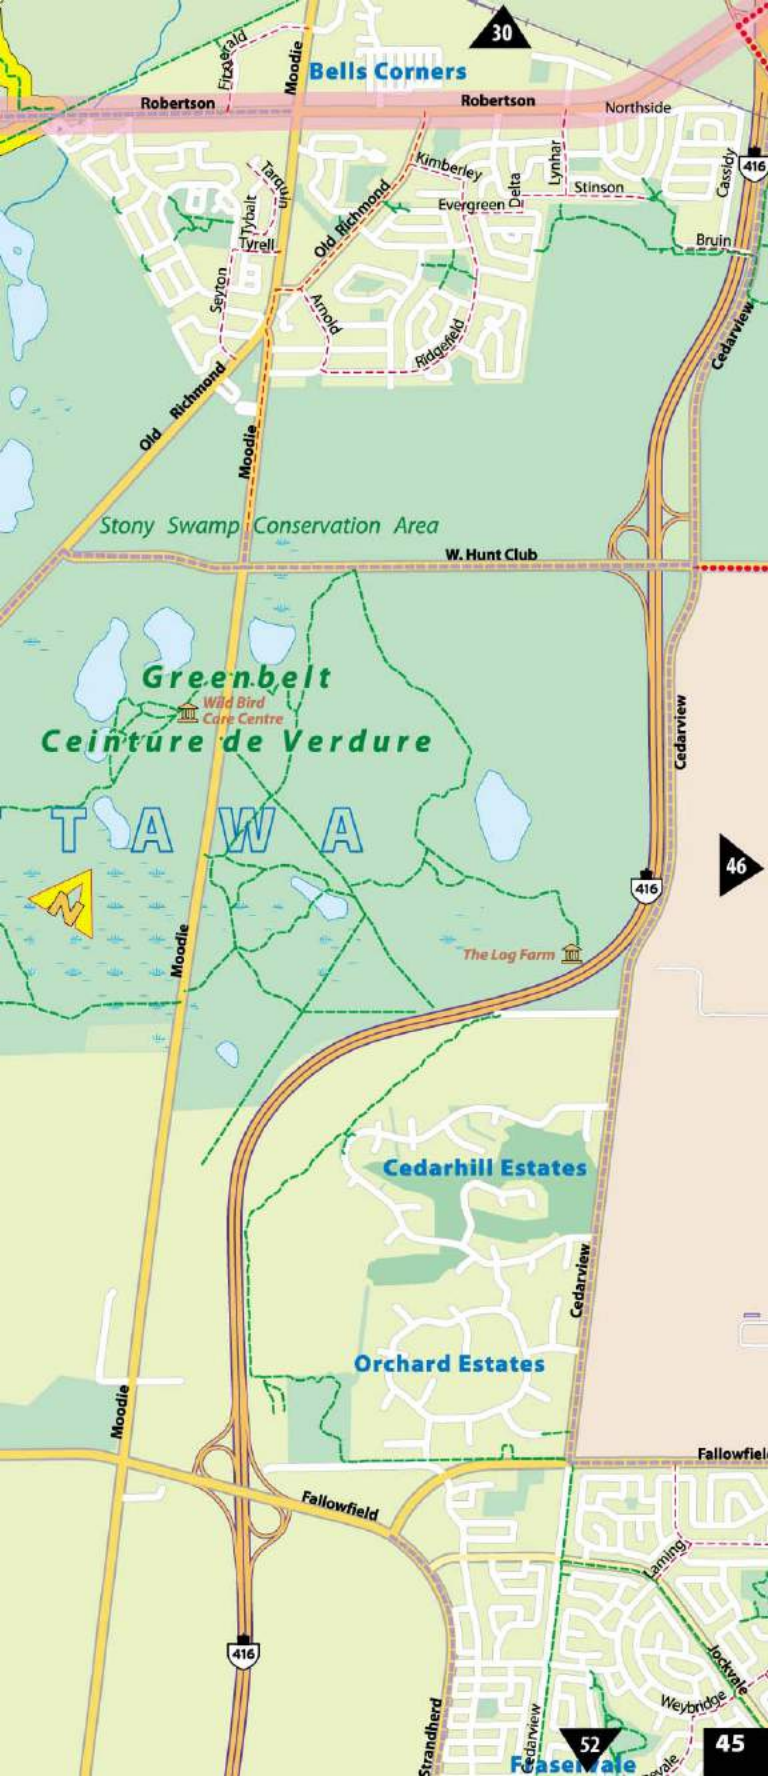 30
Fitzgerald
Moodie
Bells Corners
Robertson
Robertson
Northside
416
Kimberley
Lynhar
Cassidy
Tarquin
Delta
Stinson
Tybalt
Evergreen
Old Richmond
Tyrell
Bruin
Seyton
Arnold
Ridgefield
Cedarview
Old Richmond
Moodie
Stony Swamp Conservation Area
W. Hunt Club
Greenbelt
Wild Bird
Care Centre
Cedarview
Ceinture de Verdure
T A W A
46
416
N
Moodie
The Log Farm
Cedarhill Estates
Cedarview
Orchard Estates
Moodie
Fallowfiel
Fallowfield
Laming
416
Jockvale
Weybridge
Strandherd
Cedarview
52
45
evale